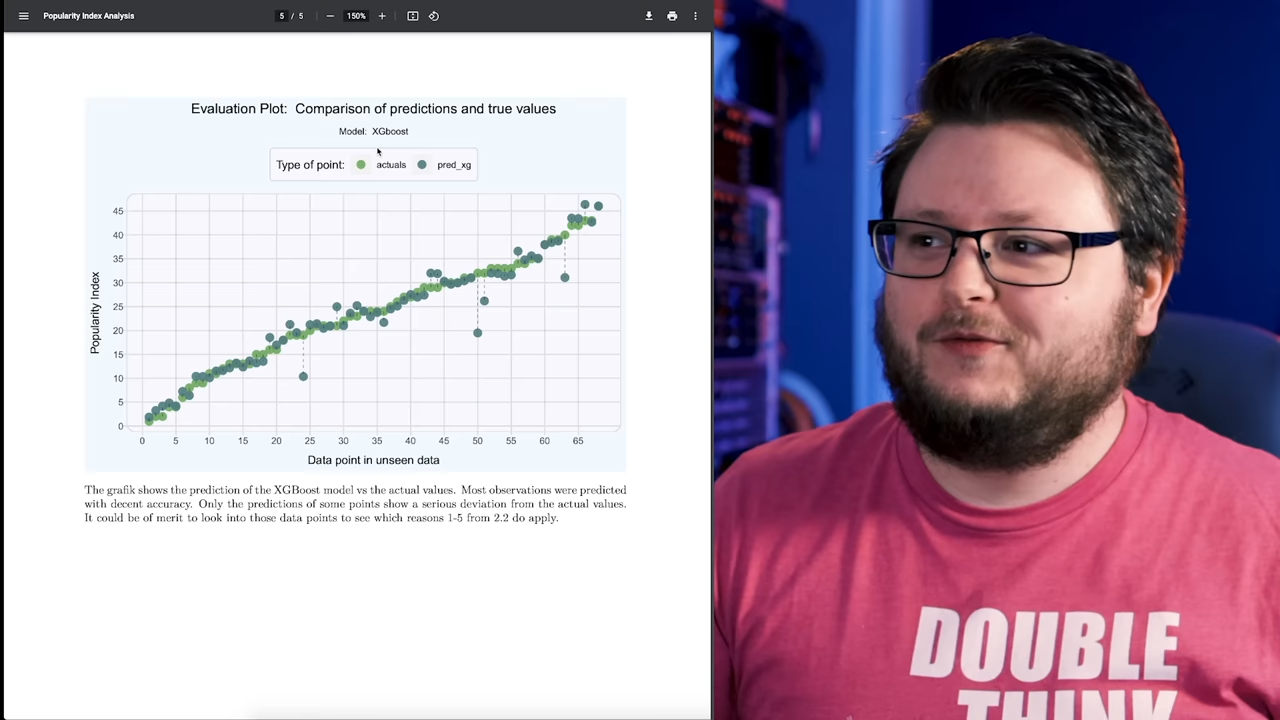 Popularity Index Analysis
5 / 5
150%
Evaluation Plot: Comparison of predictions and true values
Model: XGboost
Type of point: actuals pred_xg
45
40
35
30
25
20
15
10
5
0
Popularity Index
0 5 10 15 20 25 30 35 40 45 50 55 60 65
Data point in unseen data
The grafik shows the prediction of the XGBoost model vs the actual values. Most observations were predicted
with decent accuracy. Only the predictions of some points show a serious deviation from the actual values.
It could be of merit to look into those data points to see which reasons 1-5 from 2.2 do apply.
DOUBLE
THINK